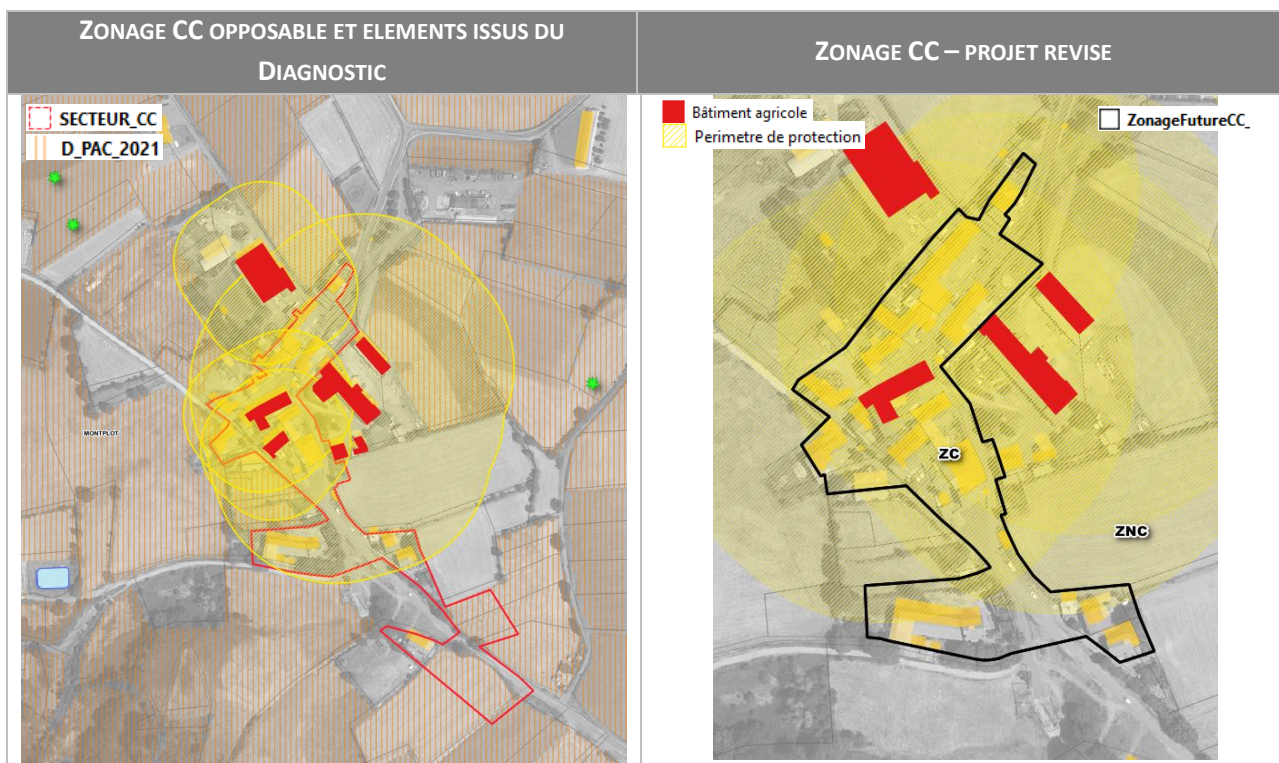 ZONAGE CC OPPOSABLE ET ELEMENTS ISSUS DU
DIAGNOSTIC
ZONAGE CC – PROJET REVISE
SECTEUR_CC
D_PAC_2021
MONTPLOT
Bâtiment agricole
Perimetre de protection
ZonageFutureCC_
ZC
ZNC